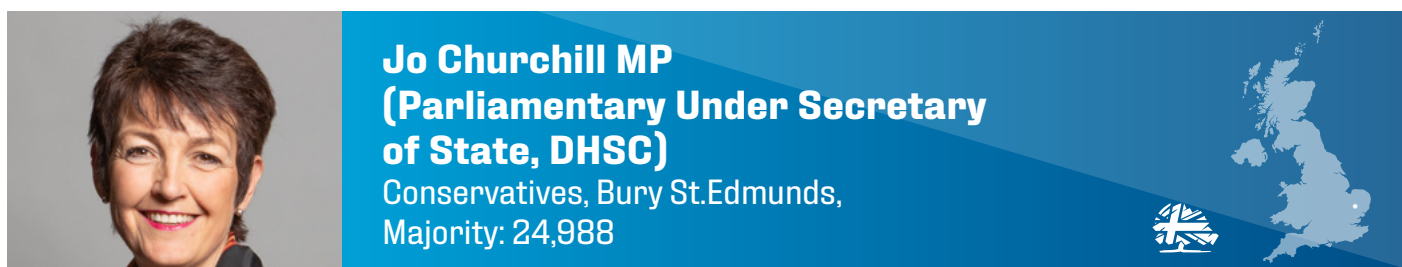 Jo Churchill MP
(Parliamentary Under Secretary
of State, DHSC)
Conservatives, Bury St.Edmunds,
Majority: 24,988